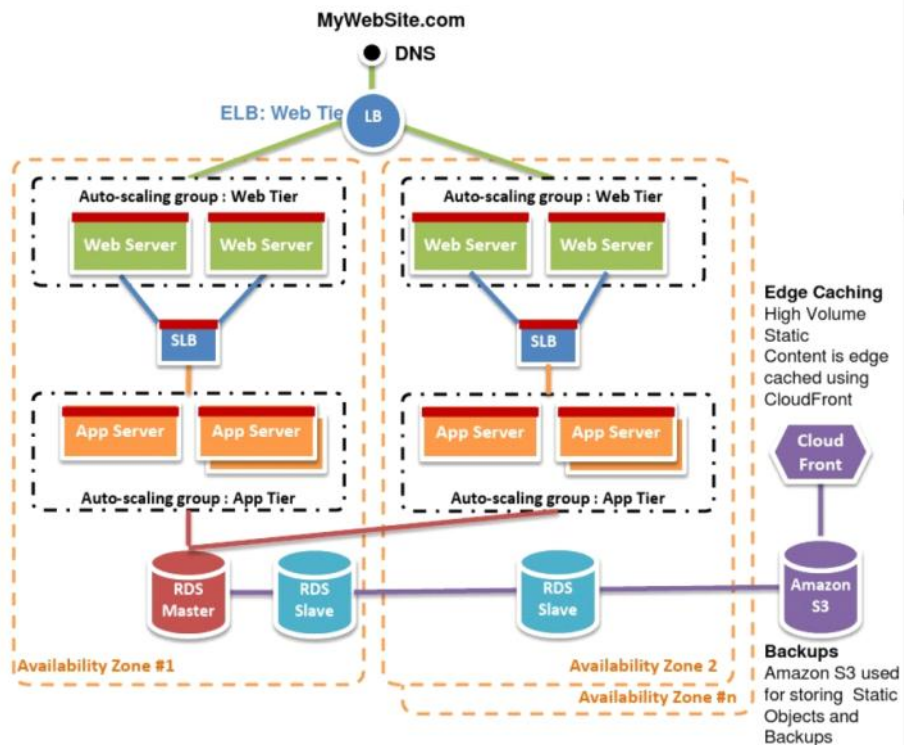 MyWebSite.com
DNS
ELB: Web Tie
LB
Auto-scaling group : Web Tier
Web Server
Web Server
SLB
App Server
App Server
Auto-scaling group : App Tier
RDS
Master
RDS
Slave
Availability Zone #1
Auto-scaling group : Web Tier
Web Server
Web Server
SLB
App Server
App Server
Auto-scaling group : App Tier
RDS
Slave
Availability Zone 2
Availability Zone #n
Edge Caching
High Volume
Static
Content is edge
cached using
CloudFront
Cloud
Front
Amazon
S3
Backups
Amazon S3 used
for storing Static
Objects and
Backups